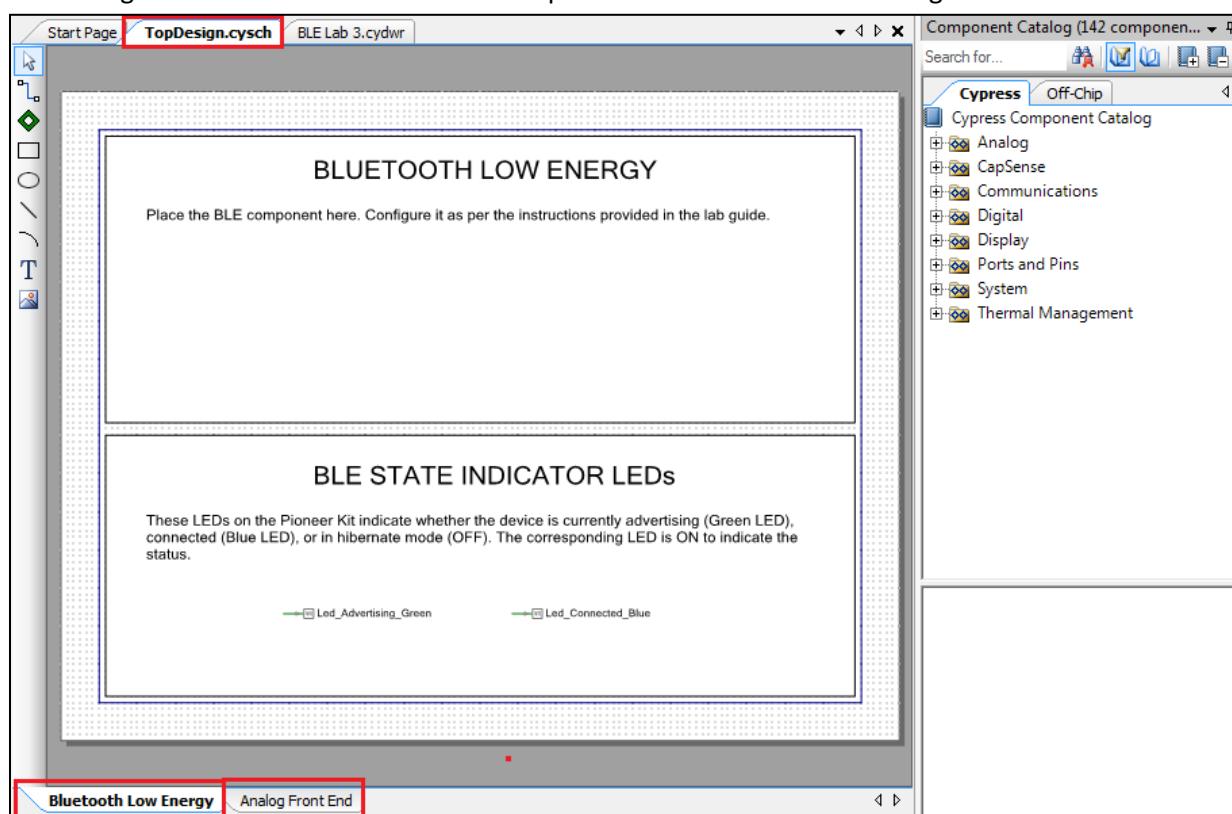 Start Page TopDesign.cysch BLE Lab 3.cydwr
Component Catalog (142 componen...
Search for...
Cypress Off-Chip
Cypress Component Catalog
Analog
CapSense
Communications
Digital
Display
Ports and Pins
System
Thermal Management
T
BLUETOOTH LOW ENERGY
Place the BLE component here. Configure it as per the instructions provided in the lab guide.
BLE STATE INDICATOR LEDs
These LEDs on the Pioneer Kit indicate whether the device is currently advertising (Green LED),
connected (Blue LED), or in hibernate mode (OFF). The corresponding LED is ON to indicate the
status.
Led_Advertising_Green Led_Connected_Blue
Bluetooth Low Energy Analog Front End